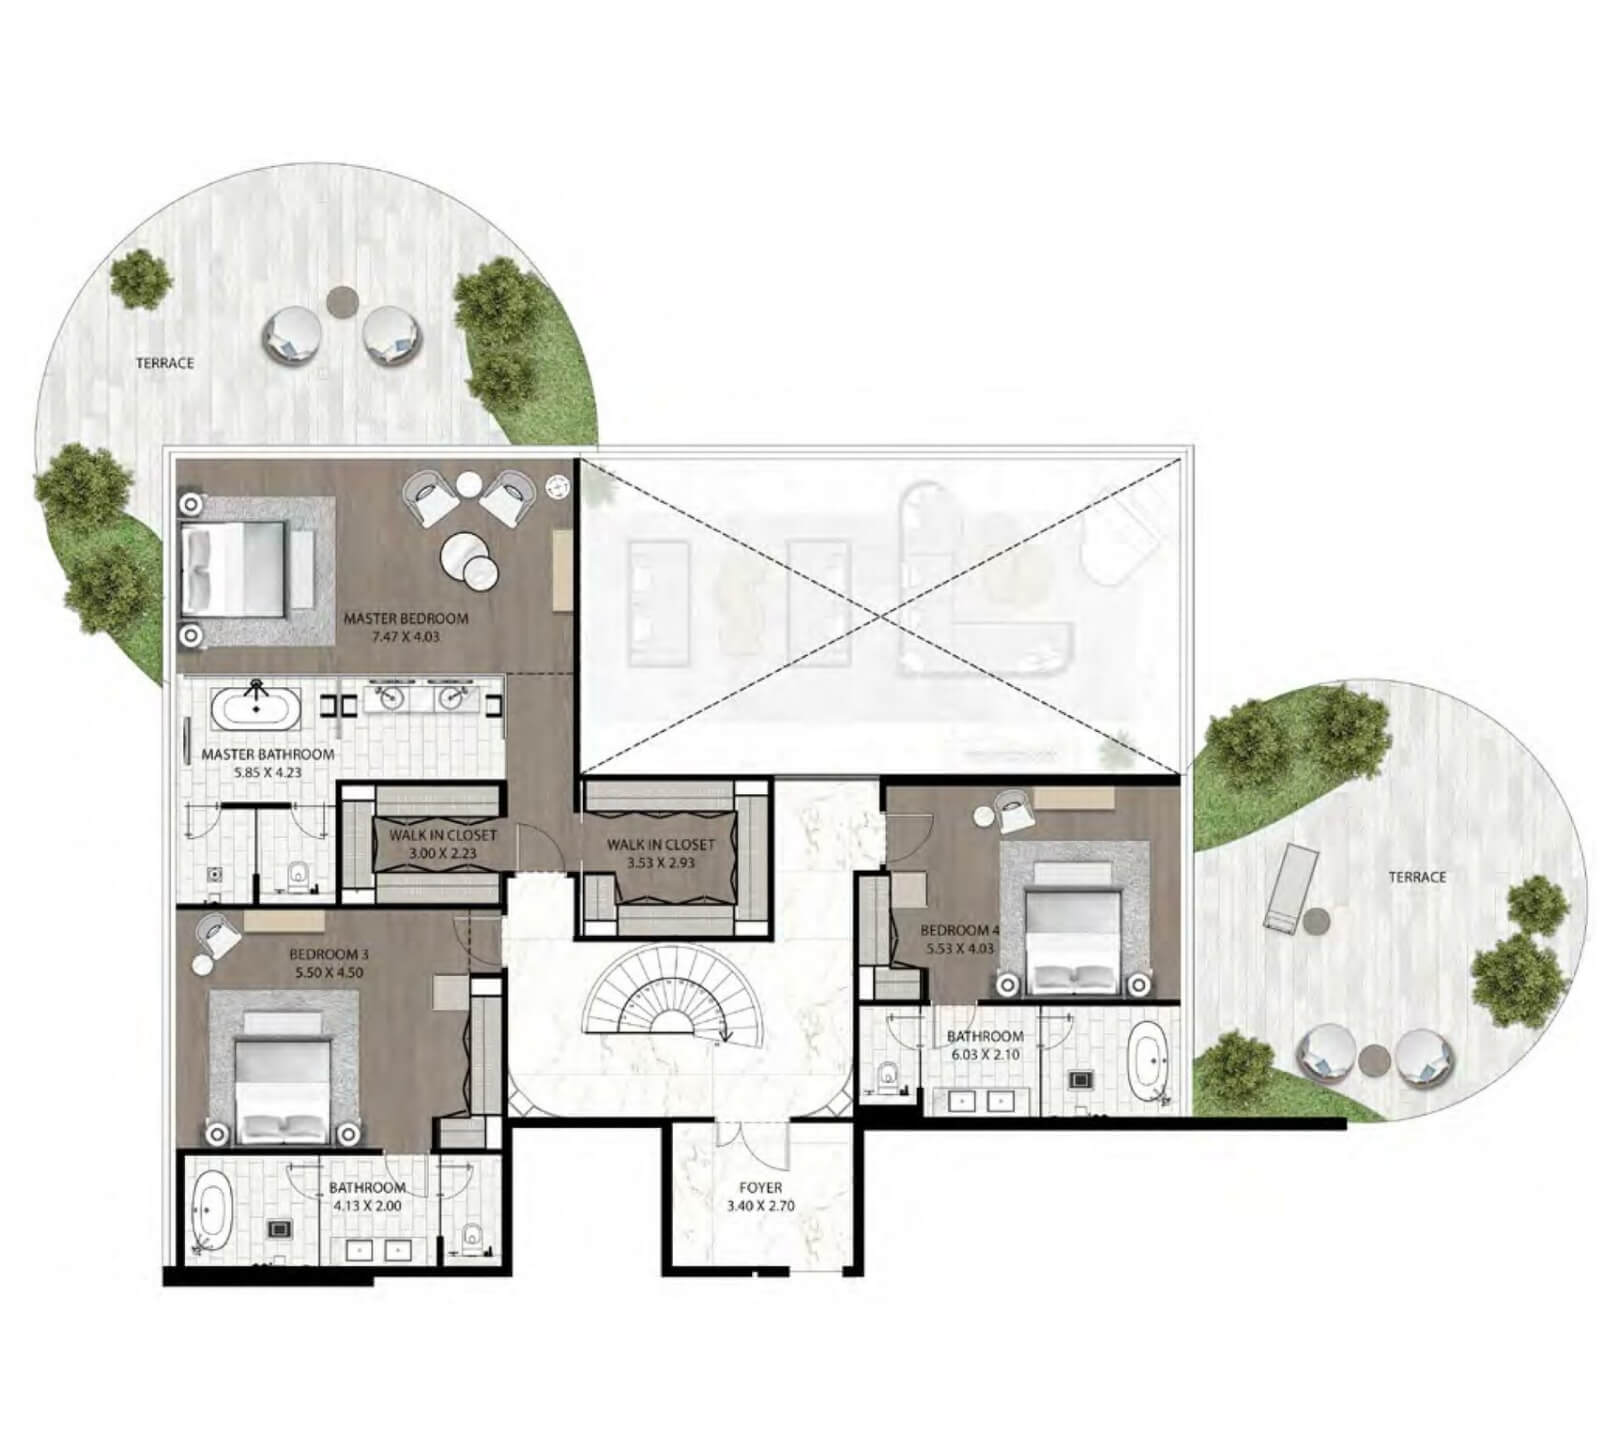 TERRACE
MASTER BEDROOM
7.47 X 4.03
MASTER BATHROOM
5.85 X 4.23
WALK IN CLOSET
3.00 X 2.23
WALK IN CLOSET
3.53 X 2.93
TERRACE
BEDROOM 4
5.53 X 4.03
BEDROOM 3
5.50 X 4.50
BATHROOM
6.03 X 2.10
BATHROOM
4.13 X 2.00
FOYER
3.40 X 2.70